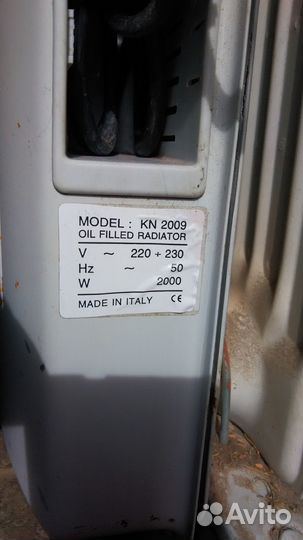 MODEL : KN 2009
OIL FILLED RADIATOR
V ~ 220 ÷ 230
Hz ~ 50
W 2000
MADE IN ITALY CE
Avito